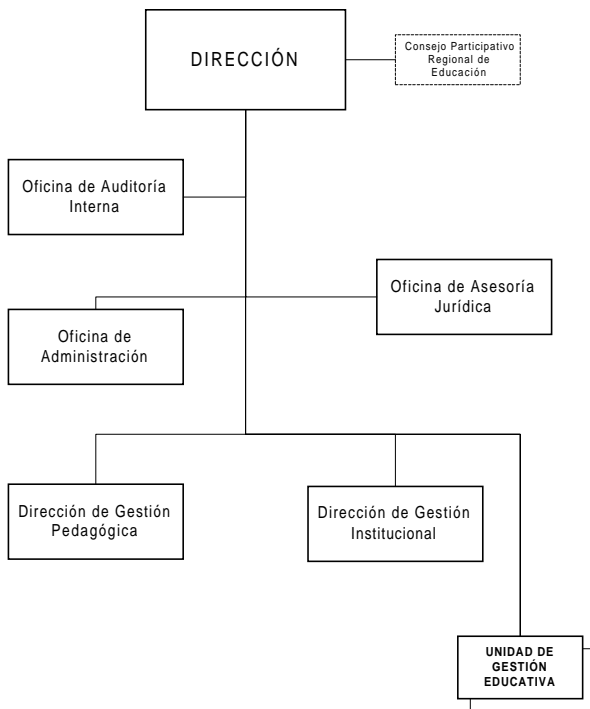 DIRECCIÓN
Consejo Participativo
Regional de
Educación
Oficina de Auditoría
Interna
Oficina de Asesoría
Jurídica
Oficina de
Administración
Dirección de Gestión
Pedagógica
Dirección de Gestión
Institucional
UNIDAD DE
GESTIÓN
EDUCATIVA